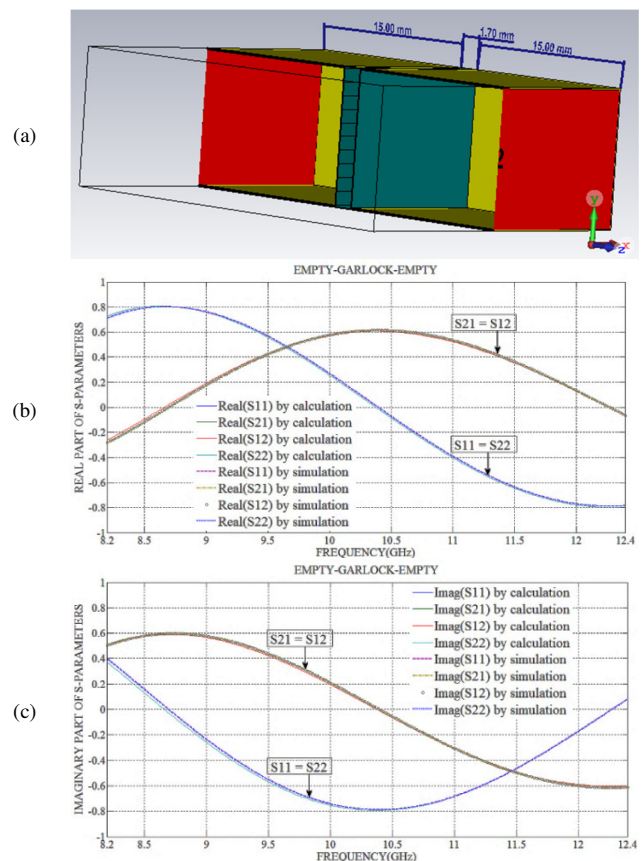 (a)
15.00 mm
1.70 mm
15.00 mm
2
y
x
z
EMPTY-GARLOCK-EMPTY
REAL PART OF S-PARAMETERS
1
0.8
0.6
0.4
0.2
0
-0.2
-0.4
-0.6
-0.8
-1
(b)
S21 = S12
S11 = S22
Real(S11) by calculation
Real(S21) by calculation
Real(S12) by calculation
Real(S22) by calculation
Real(S11) by simulation
Real(S21) by simulation
Real(S12) by simulation
Real(S22) by simulation
8.2 8.5 9 9.5 10 10.5 11 11.5 12 12.4
FREQUENCY(GHz)
EMPTY-GARLOCK-EMPTY
IMAGINARY PART OF S-PARAMETERS
1
0.8
0.6
0.4
0.2
0
-0.2
-0.4
-0.6
-0.8
-1
(c)
S21 = S12
S11 = S22
Imag(S11) by calculation
Imag(S21) by calculation
Imag(S12) by calculation
Imag(S22) by calculation
Imag(S11) by simulation
Imag(S21) by simulation
Imag(S12) by simulation
Imag(S22) by simulation
8.2 8.5 9 9.5 10 10.5 11 11.5 12 12.4
FREQUENCY(GHz)